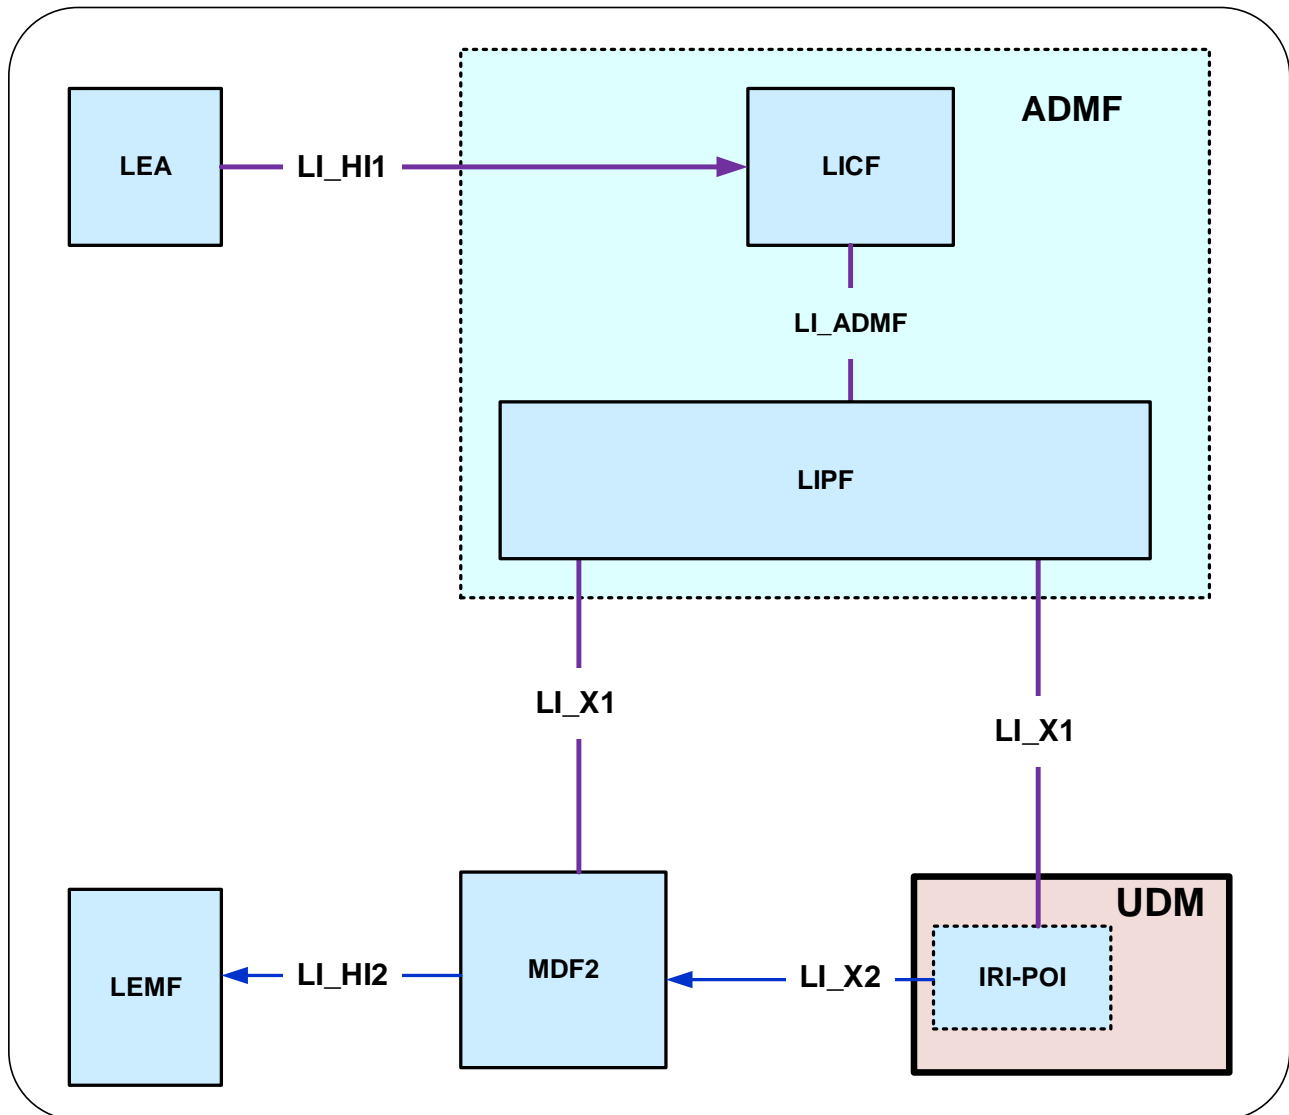 ADMF
LEA
LI_HI1
LICF
LI_ADMF
LIPF
LI_X1
LI_X1
UDM
LEMF
LI_HI2
MDF2
LI_X2
IRI-POI